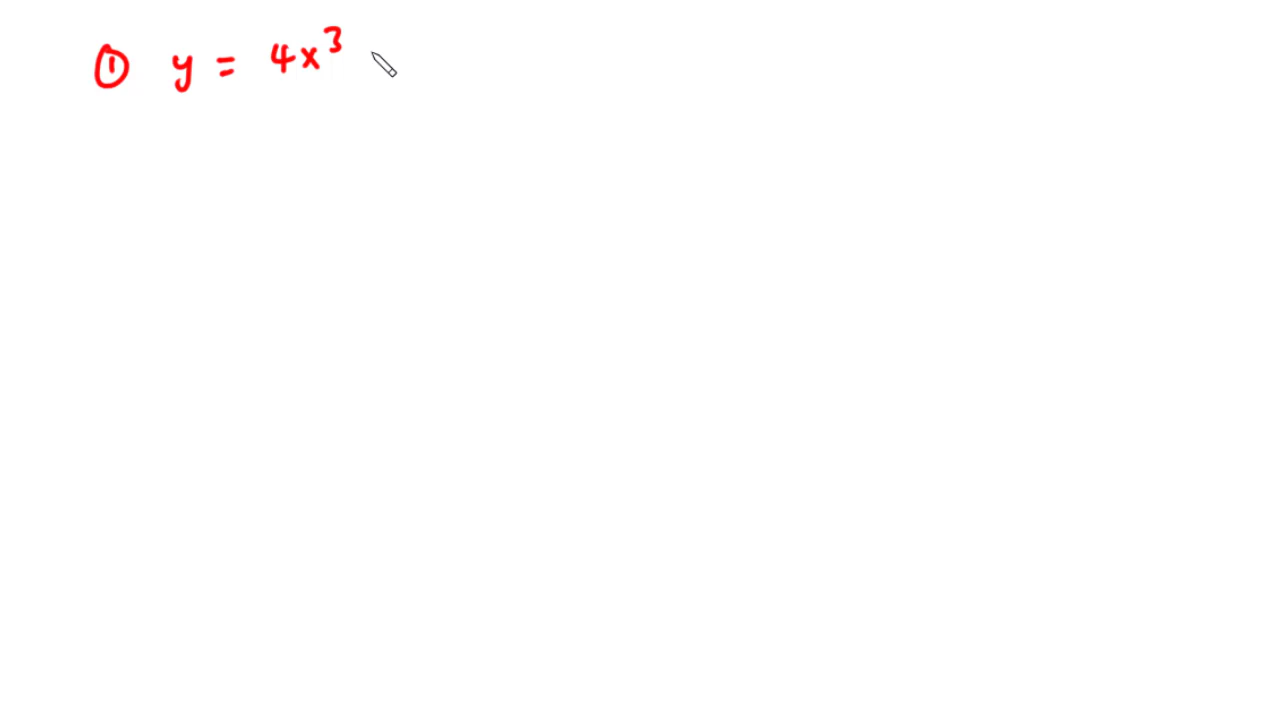 ① y = 4x³